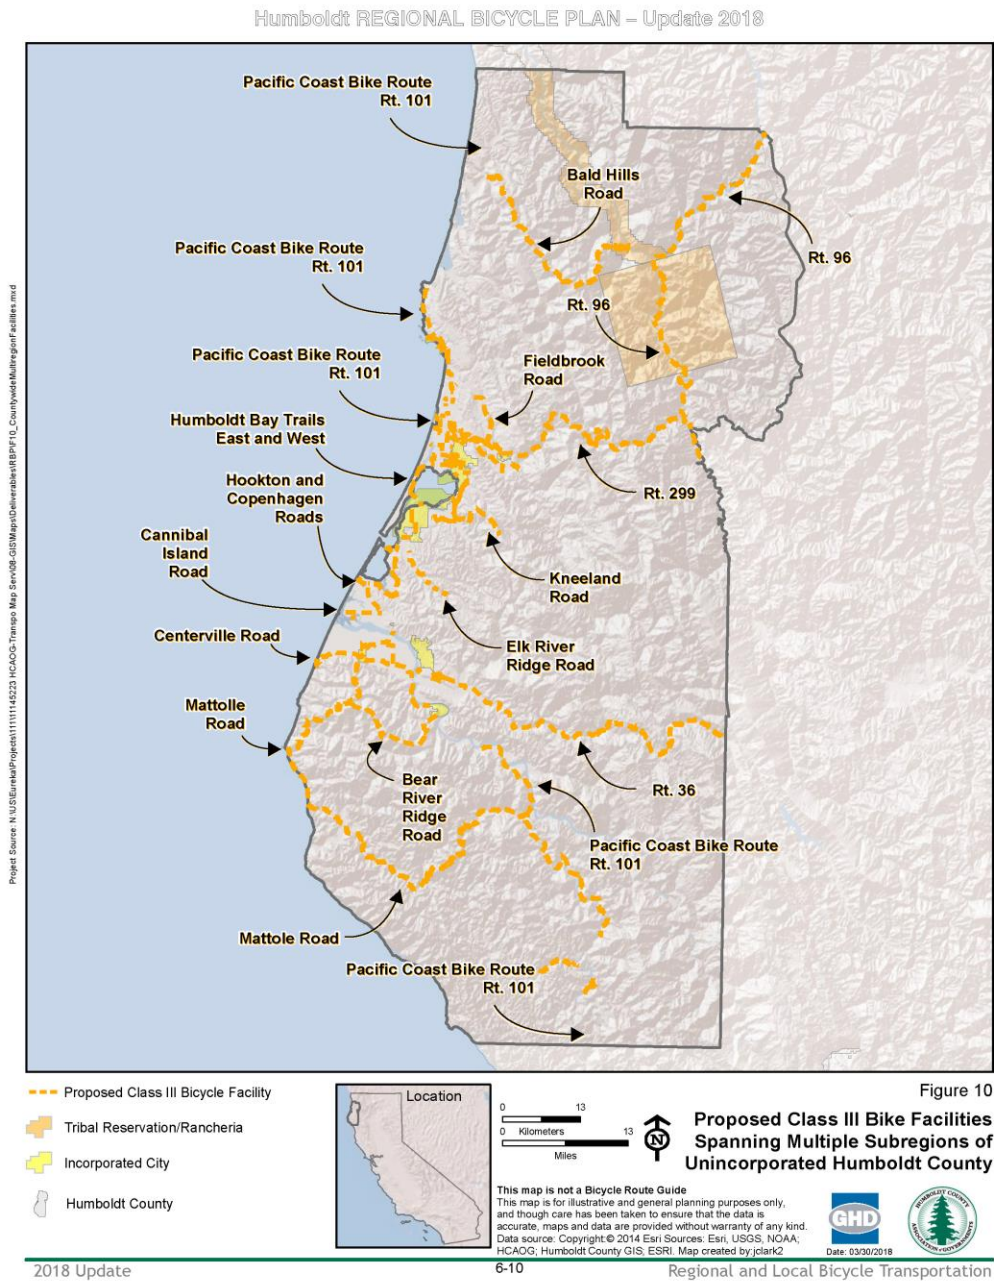 Humboldt REGIONAL BICYCLE PLAN – Update 2018
Pacific Coast Bike Route
Rt. 101
Bald Hills
Road
Rt. 96
Pacific Coast Bike Route
Rt. 101
Rt. 96
Pacific Coast Bike Route
Rt. 101
Fieldbrook
Road
Humboldt Bay Trails
East and West
Hookton and
Copenhagen
Roads
Rt. 299
Cannibal
Island
Road
Kneeland
Road
Centerville Road
Elk River
Ridge Road
Mattolle
Road
Bear
River
Ridge
Road
Rt. 36
Pacific Coast Bike Route
Rt. 101
Mattole Road
Pacific Coast Bike Route
Rt. 101
Proposed Class III Bicycle Facility
Tribal Reservation/Rancheria
Incorporated City
Humboldt County
Location
0 13
Kilometers
0 13
Miles
N
Figure 10
Proposed Class III Bike Facilities
Spanning Multiple Subregions of
Unincorporated Humboldt County
This map is not a Bicycle Route Guide
This map is for illustrative and general planning purposes only,
and though care has been taken to ensure that the data is
accurate, maps and data are provided without warranty of any kind.
Data source: Copyright:© 2014 Esri Sources: Esri, USGS, NOAA;
HCAOG; Humboldt County GIS; ESRI. Map created by:jclark2
GHD
Date: 03/30/2018
HUMBOLDT COUNTY
ASSOCIATION of GOVERNMENTS
2018 Update
6-10
Regional and Local Bicycle Transportation